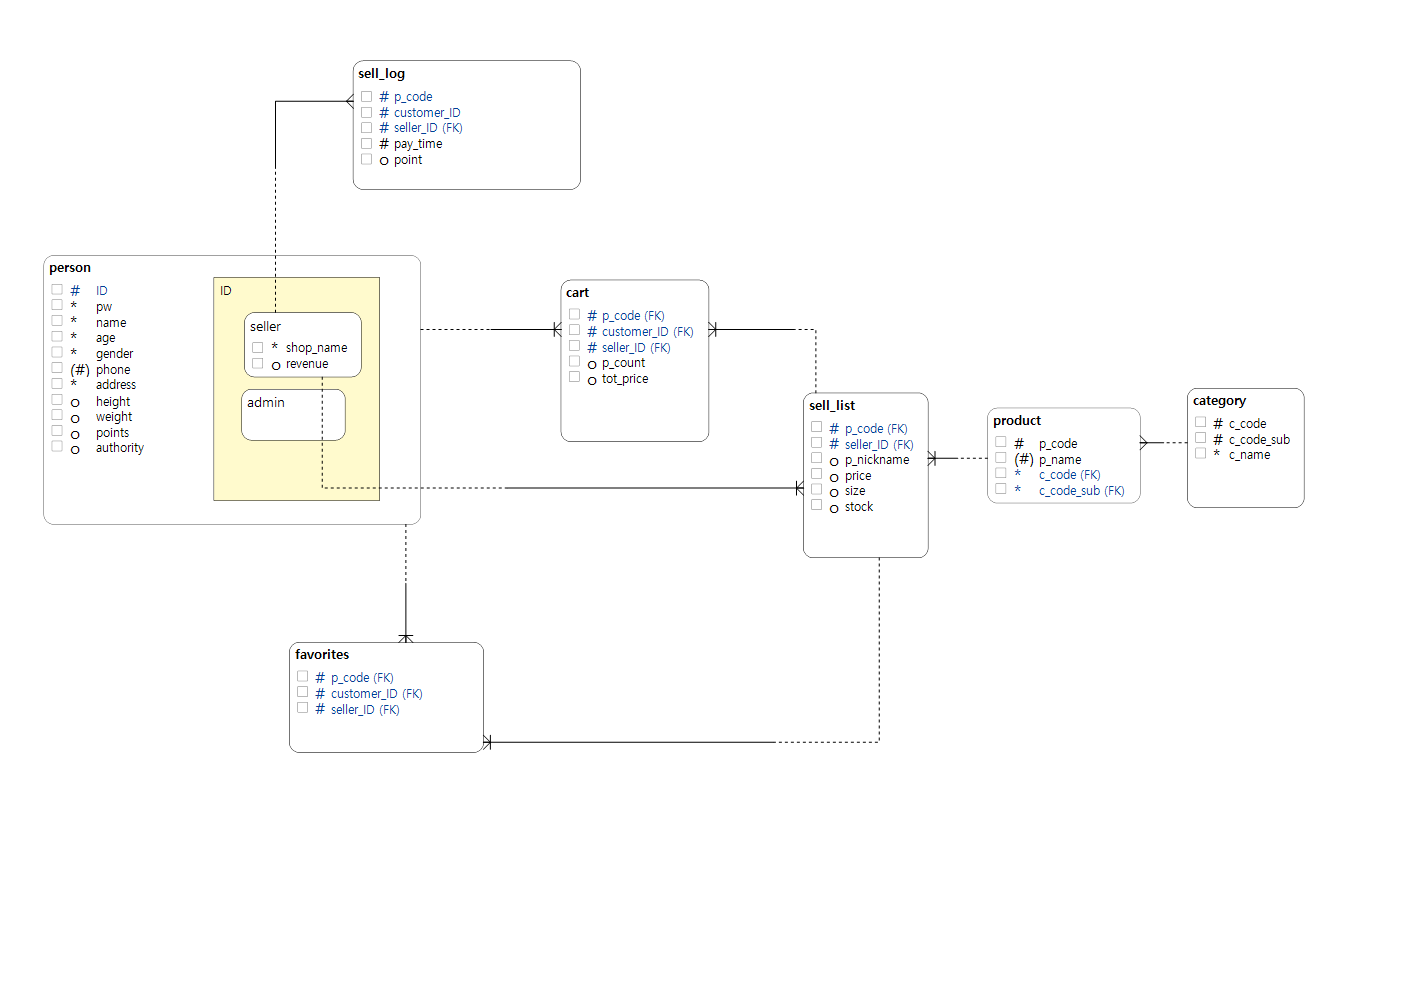 sell_log
# p_code
# customer_ID
# seller_ID (FK)
# pay_time
o point
person
# ID
* pw
* name
* age
* gender
(#) phone
* address
o height
o weight
o points
o authority
ID
seller
* shop_name
o revenue
admin
cart
# p_code (FK)
# customer_ID (FK)
# seller_ID (FK)
o p_count
o tot_price
sell_list
# p_code (FK)
# seller_ID (FK)
o p_nickname
o price
o size
o stock
product
# p_code
(#) p_name
* c_code (FK)
* c_code_sub (FK)
category
# c_code
# c_code_sub
* c_name
favorites
# p_code (FK)
# customer_ID (FK)
# seller_ID (FK)